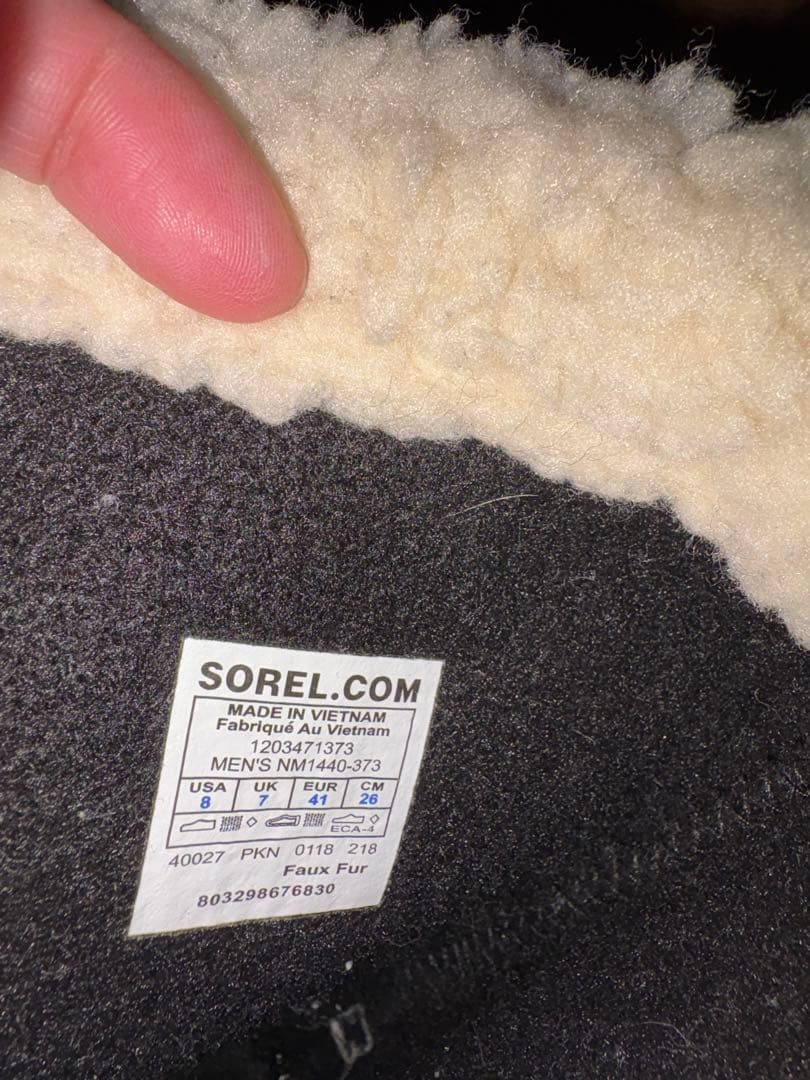 SOREL.COM
MADE IN VIETNAM
Fabriqué Au Vietnam
1203471373
MEN'S NM1440-373
USA UK EUR CM
8 7 41 26
ECA-4
40027 PKN 0118 218
Faux Fur
803298676830